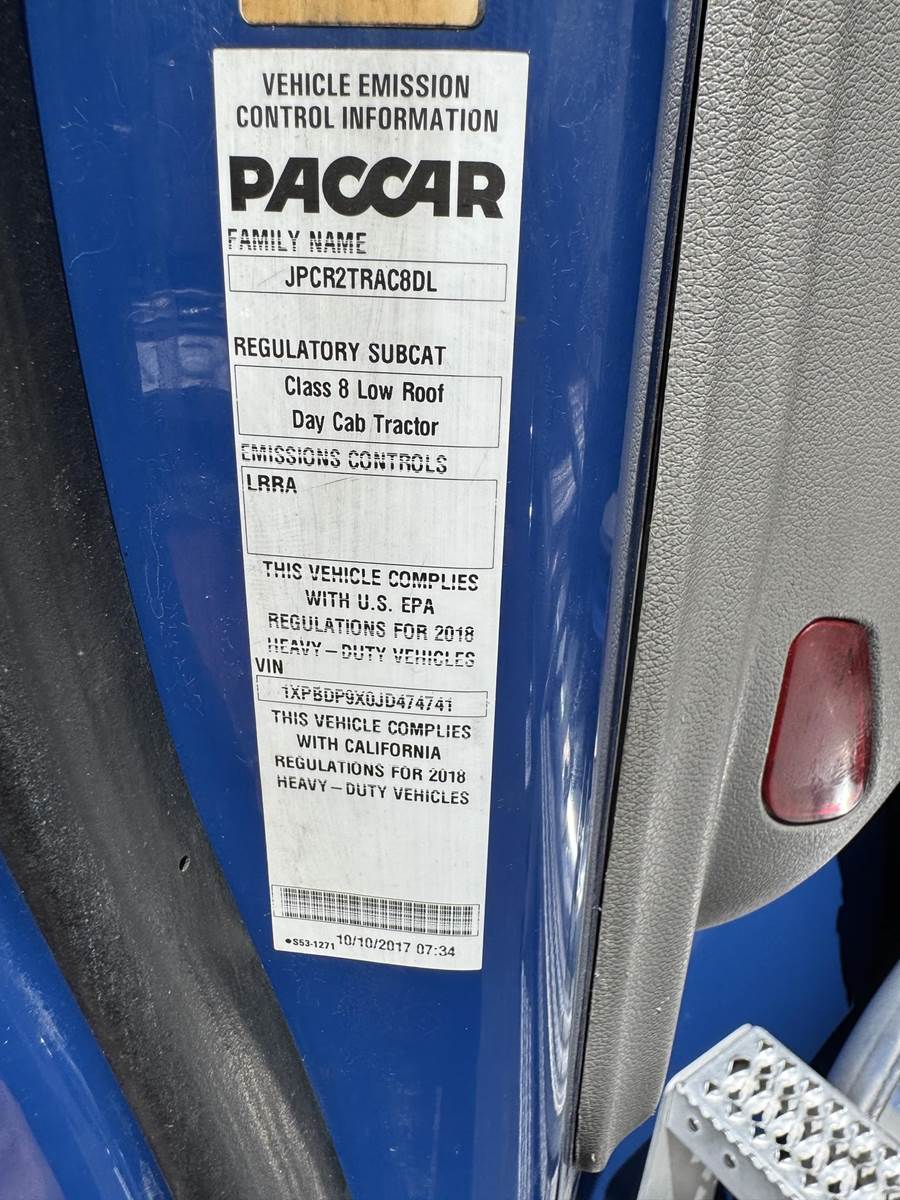 VEHICLE EMISSION
CONTROL INFORMATION
PACCAR
FAMILY NAME
JPCR2TRAC8DL
REGULATORY SUBCAT
Class 8 Low Roof
Day Cab Tractor
EMISSIONS CONTROLS
LRRA
THIS VEHICLE COMPLIES
WITH U.S. EPA
REGULATIONS FOR 2018
HEAVY-DUTY VEHICLES
VIN
1XPBDP9X0JD474741
THIS VEHICLE COMPLIES
WITH CALIFORNIA
REGULATIONS FOR 2018
HEAVY-DUTY VEHICLES
●S53-1271 10/10/2017 07:34